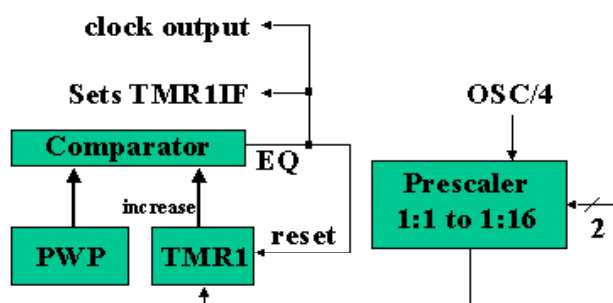 clock output
Sets TMR1IF
OSC/4
Comparator
EQ
Prescaler
1:1 to 1:16
increase
2
reset
PWP
TMR1